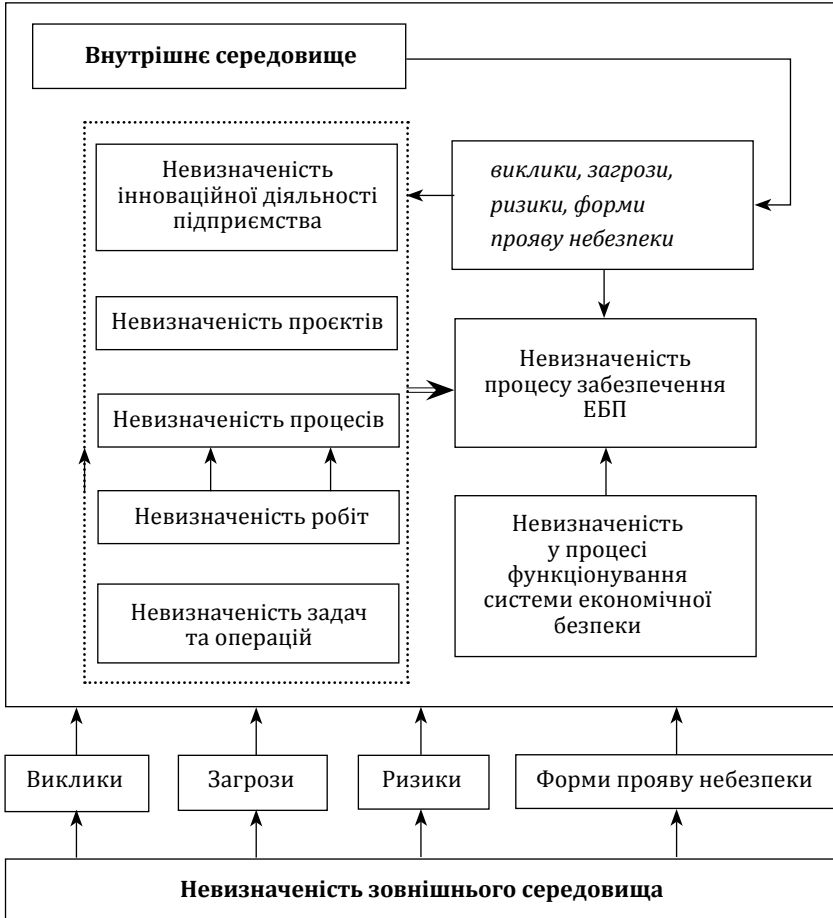 Внутрішнє середовище
Невизначеність
інноваційної діяльності
підприємства
виклики, загрози,
ризики, форми
прояву небезпеки
Невизначеність проєктів
Невизначеність
процесу забезпечення
ЕБП
Невизначеність процесів
Невизначеність робіт
Невизначеність
у процесі
функціонування
системи економічної
безпеки
Невизначеність задач
та операцій
Виклики
Загрози
Ризики
Форми прояву небезпеки
Невизначеність зовнішнього середовища